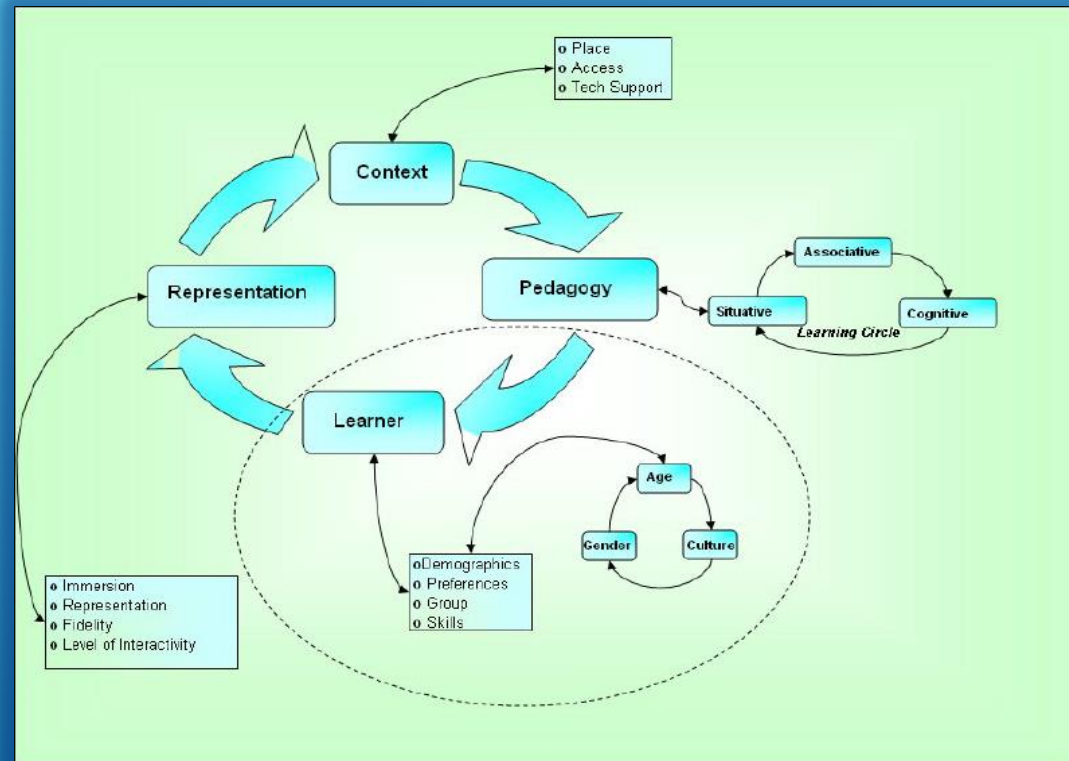 o Place
o Access
o Tech Support
Context
Representation
Pedagogy
Associative
Situative
Cognitive
Learning Circle
Learner
Age
Gender
Culture
oDemographics
o Preferences
o Group
o Skills
o Immersion
o Representation
o Fidelity
o Level of Interactivity